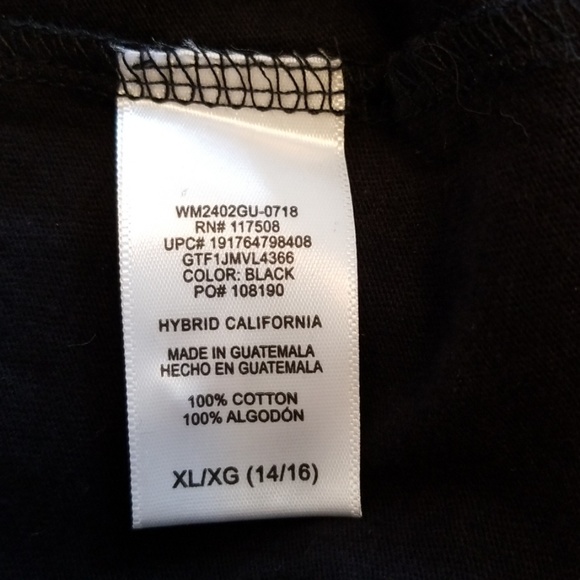 WM2402GU-0718
RN# 117508
UPC# 191764798408
GTF1JMVL4366
COLOR: BLACK
PO# 108190
HYBRID CALIFORNIA
MADE IN GUATEMALA
HECHO EN GUATEMALA
100% COTTON
100% ALGODÓN
XL/XG (14/16)